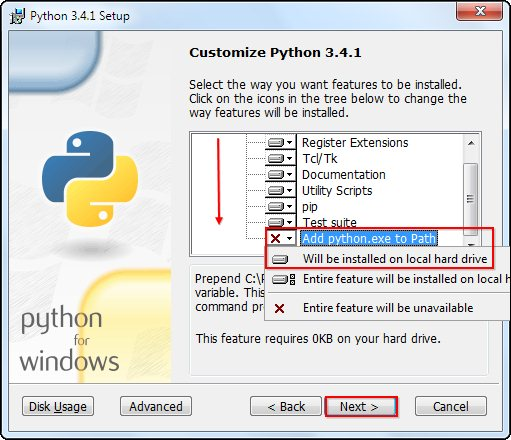 Python 3.4.1 Setup
Customize Python 3.4.1
Select the way you want features to be installed.
Click on the icons in the tree below to change the
way features will be installed.
Register Extensions
Tcl/Tk
Documentation
Utility Scripts
pip
Test suite
Add python.exe to Path
Will be installed on local hard drive
Entire feature will be installed on local h
Entire feature will be unavailable
Prepend C:\
variable. This
command pr
This feature requires 0KB on your hard drive.
python
for
windows
Disk Usage
Advanced
< Back
Next >
Cancel